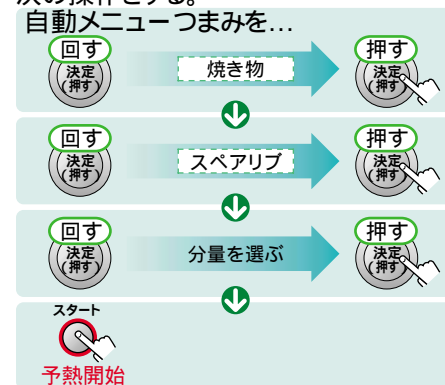 次の操作をする。
自動メニューつまみを…
回す 決定(押す) 焼き物 押す 決定(押す)
回す 決定(押す) スペアリブ 押す 決定(押す)
回す 決定(押す) 分量を選ぶ 押す 決定(押す)
スタート
予熱開始